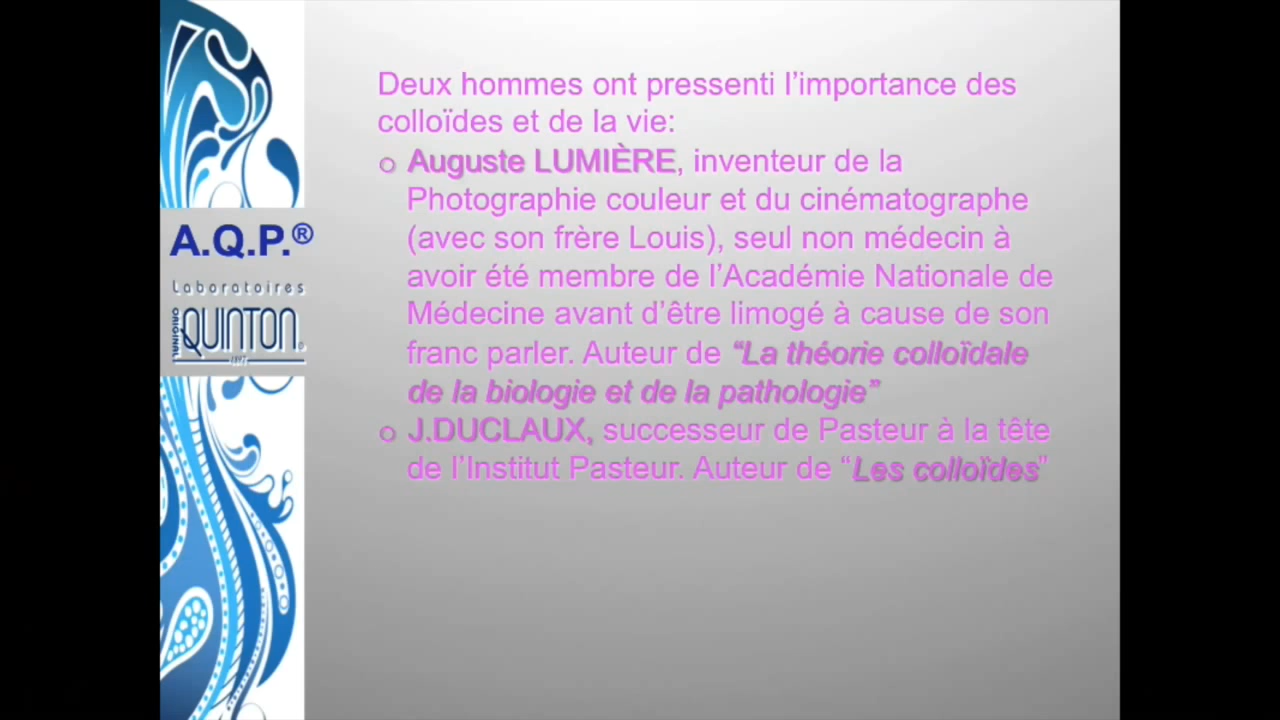 Deux hommes ont pressenti l’importance des
colloïdes et de la vie:
o Auguste LUMIÈRE, inventeur de la
Photographie couleur et du cinématographe
(avec son frère Louis), seul non médecin à
avoir été membre de l’Académie Nationale de
Médecine avant d’être limogé à cause de son
franc parler. Auteur de “La théorie colloïdale
de la biologie et de la pathologie”
o J.DUCLAUX, successeur de Pasteur à la tête
de l’Institut Pasteur. Auteur de “Les colloïdes”
A.Q.P.®
Laboratoires
ORIGINAL
QUINTON